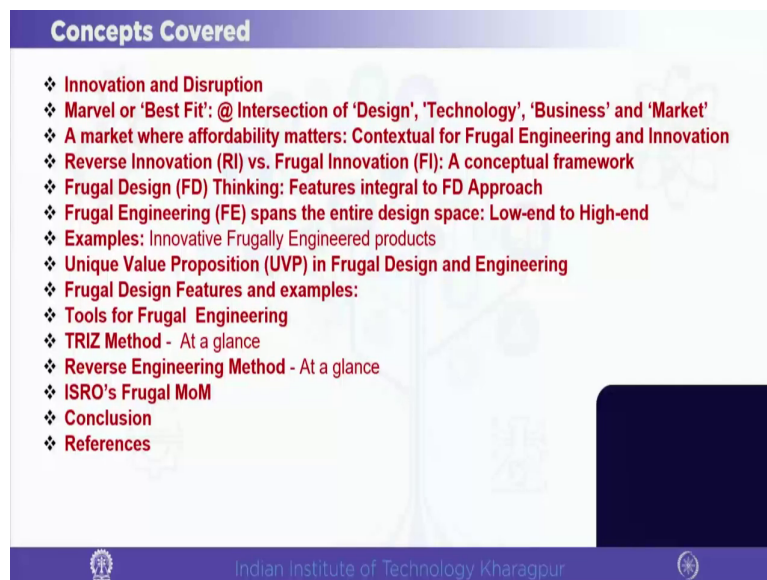 Concepts Covered
❖ Innovation and Disruption
❖ Marvel or ‘Best Fit’: @ Intersection of ‘Design', 'Technology’, ‘Business’ and ‘Market’
❖ A market where affordability matters: Contextual for Frugal Engineering and Innovation
❖ Reverse Innovation (RI) vs. Frugal Innovation (FI): A conceptual framework
❖ Frugal Design (FD) Thinking: Features integral to FD Approach
❖ Frugal Engineering (FE) spans the entire design space: Low-end to High-end
❖ Examples: Innovative Frugally Engineered products
❖ Unique Value Proposition (UVP) in Frugal Design and Engineering
❖ Frugal Design Features and examples:
❖ Tools for Frugal Engineering
❖ TRIZ Method - At a glance
❖ Reverse Engineering Method - At a glance
❖ ISRO’s Frugal MoM
❖ Conclusion
❖ References
Indian Institute of Technology Kharagpur